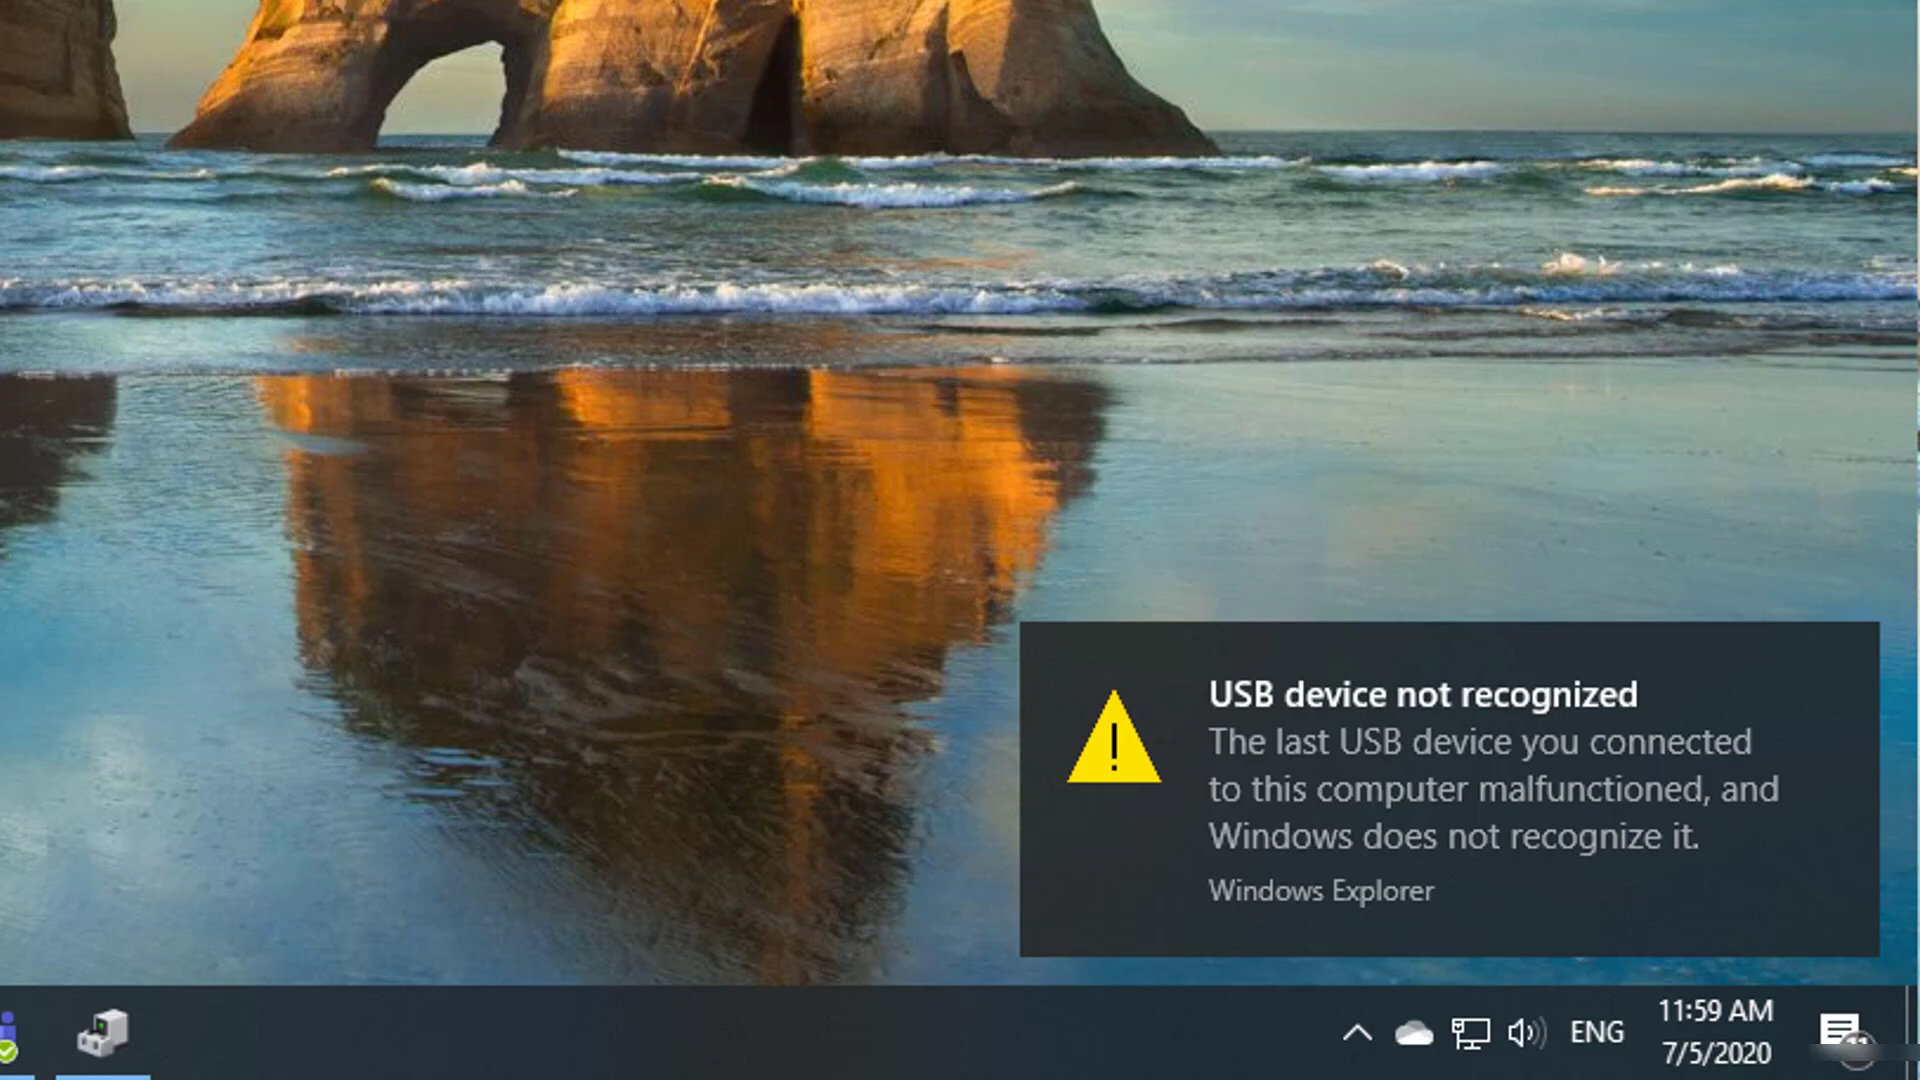 USB device not recognized
The last USB device you connected
to this computer malfunctioned, and
Windows does not recognize it.
Windows Explorer
ENG
11:59 AM
7/5/2020